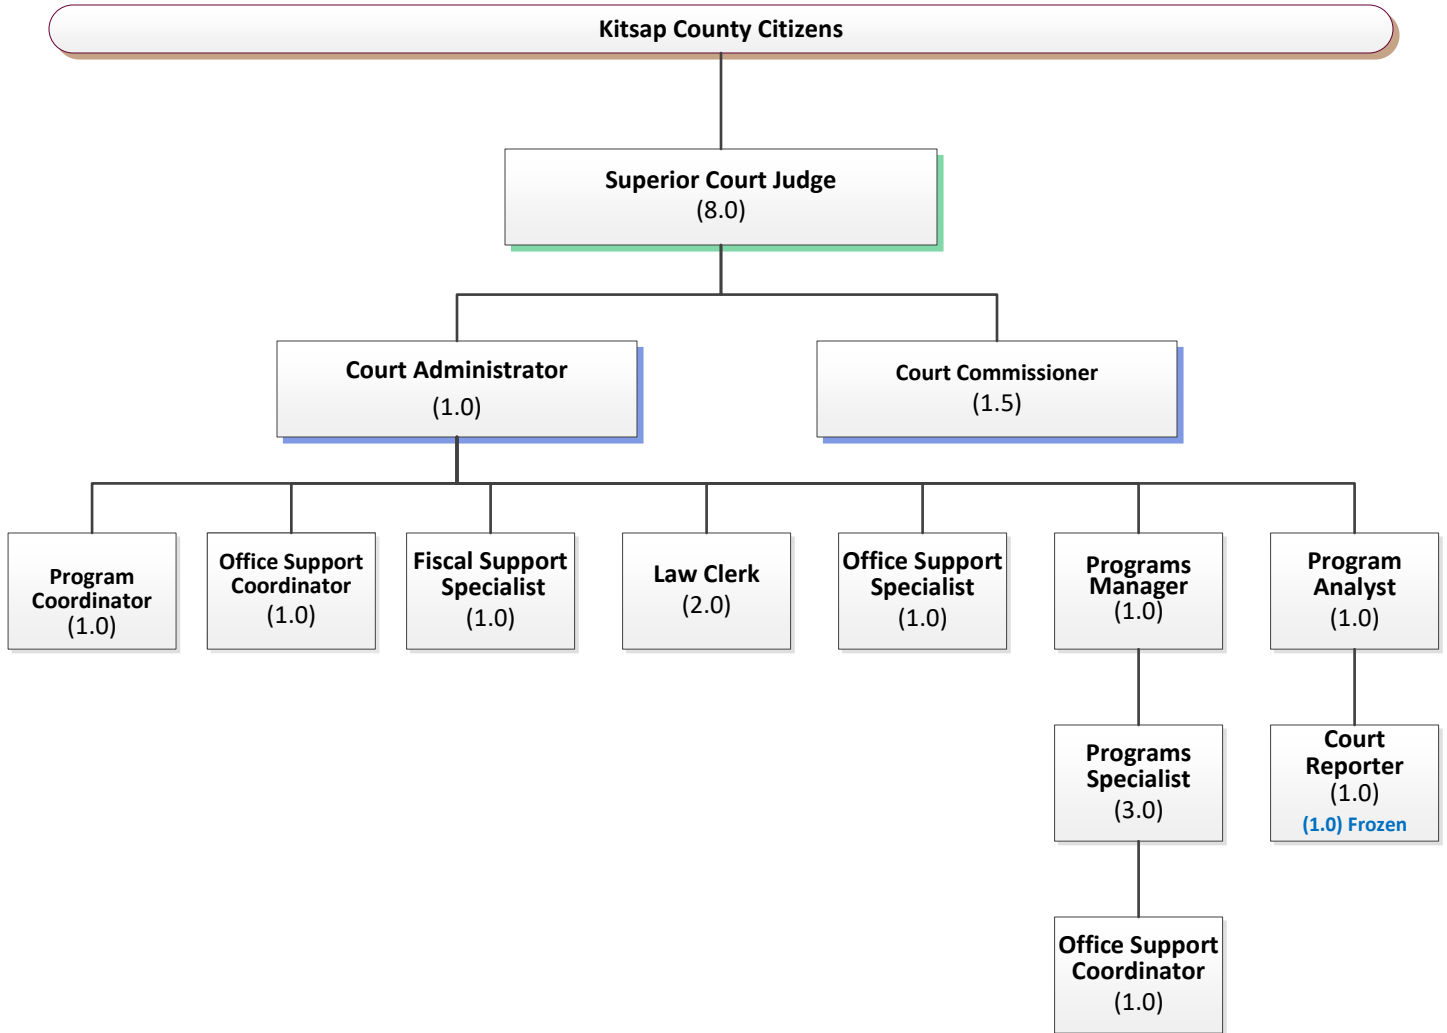 Kitsap County Citizens
Superior Court Judge
(8.0)
Court Administrator
(1.0)
Court Commissioner
(1.5)
Program
Coordinator
(1.0)
Office Support
Coordinator
(1.0)
Fiscal Support
Specialist
(1.0)
Law Clerk
(2.0)
Office Support
Specialist
(1.0)
Programs
Manager
(1.0)
Program
Analyst
(1.0)
Programs
Specialist
(3.0)
Court
Reporter
(1.0)
(1.0) Frozen
Office Support
Coordinator
(1.0)